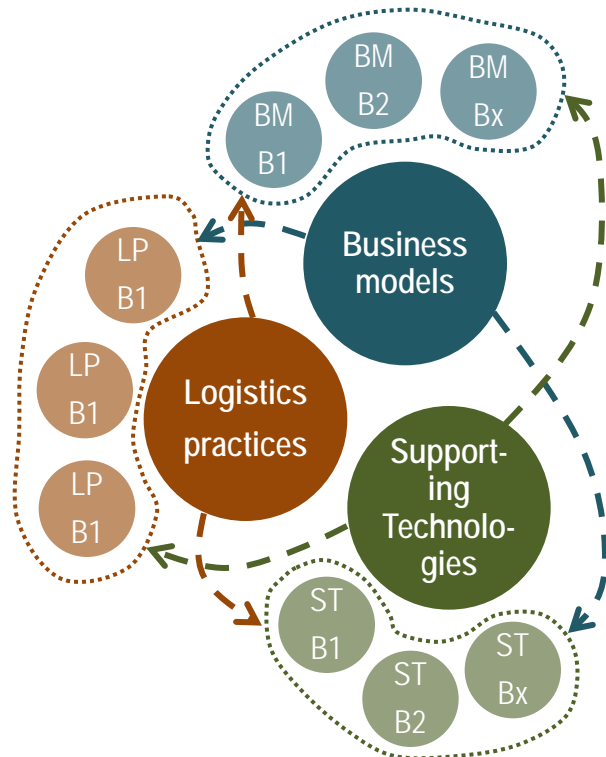 BM
B1
BM
B2
BM
Bx
Business
models
LP
B1
LP
B1
LP
B1
Logistics
practices
Support-
ing
Technolo-
gies
ST
B1
ST
B2
ST
Bx